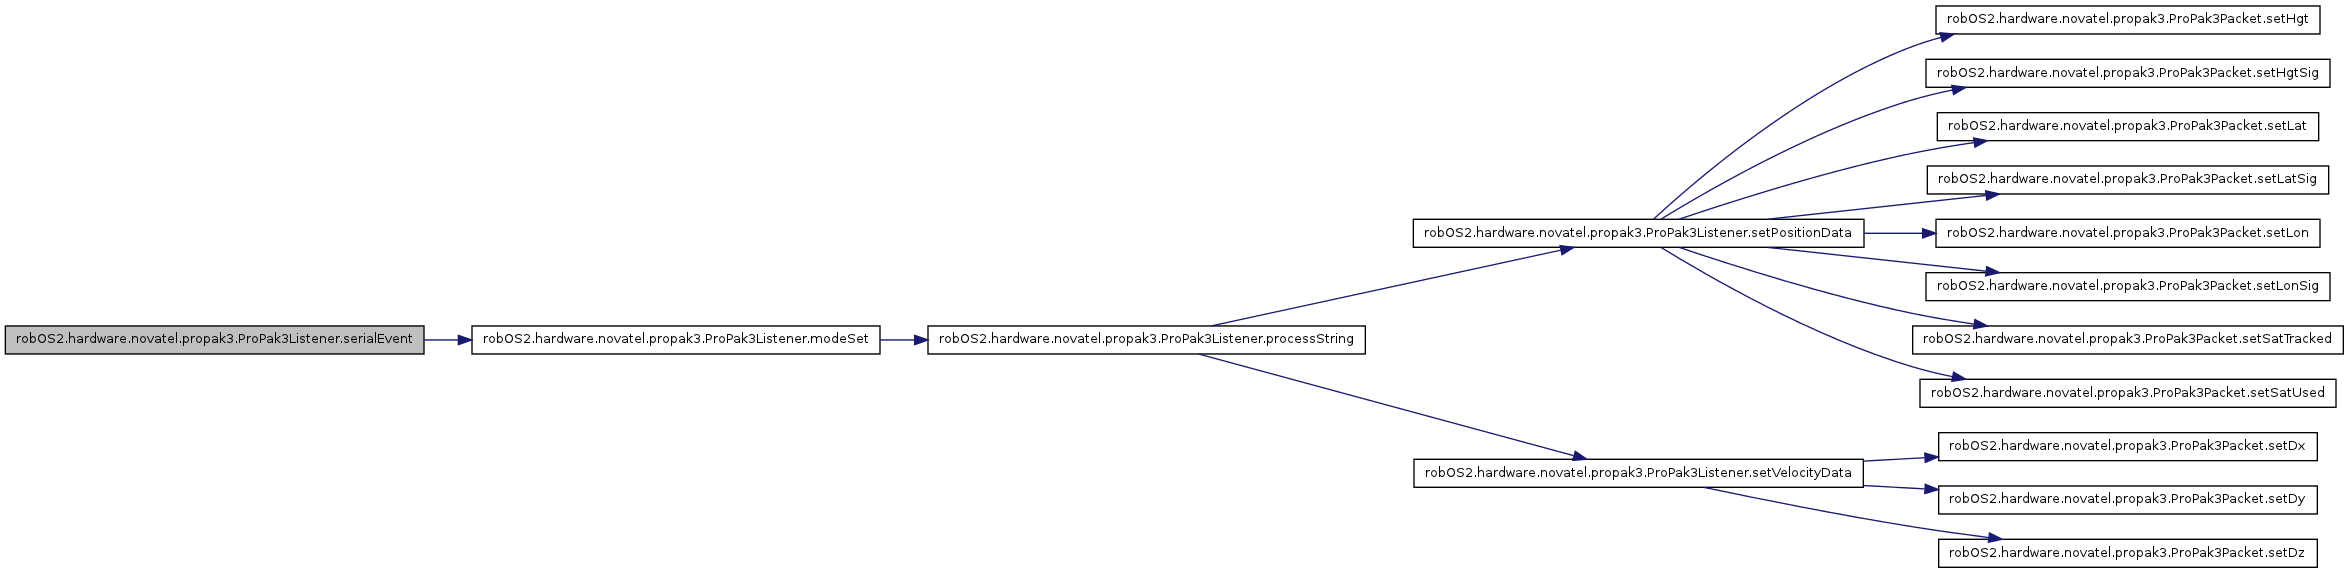 robOS2.hardware.novatel.propak3.ProPak3Listener.serialEvent
robOS2.hardware.novatel.propak3.ProPak3Listener.modeSet
robOS2.hardware.novatel.propak3.ProPak3Listener.processString
robOS2.hardware.novatel.propak3.ProPak3Listener.setPositionData
robOS2.hardware.novatel.propak3.ProPak3Packet.setHgt
robOS2.hardware.novatel.propak3.ProPak3Packet.setHgtSig
robOS2.hardware.novatel.propak3.ProPak3Packet.setLat
robOS2.hardware.novatel.propak3.ProPak3Packet.setLatSig
robOS2.hardware.novatel.propak3.ProPak3Packet.setLon
robOS2.hardware.novatel.propak3.ProPak3Packet.setLonSig
robOS2.hardware.novatel.propak3.ProPak3Packet.setSatTracked
robOS2.hardware.novatel.propak3.ProPak3Packet.setSatUsed
robOS2.hardware.novatel.propak3.ProPak3Listener.setVelocityData
robOS2.hardware.novatel.propak3.ProPak3Packet.setDx
robOS2.hardware.novatel.propak3.ProPak3Packet.setDy
robOS2.hardware.novatel.propak3.ProPak3Packet.setDz